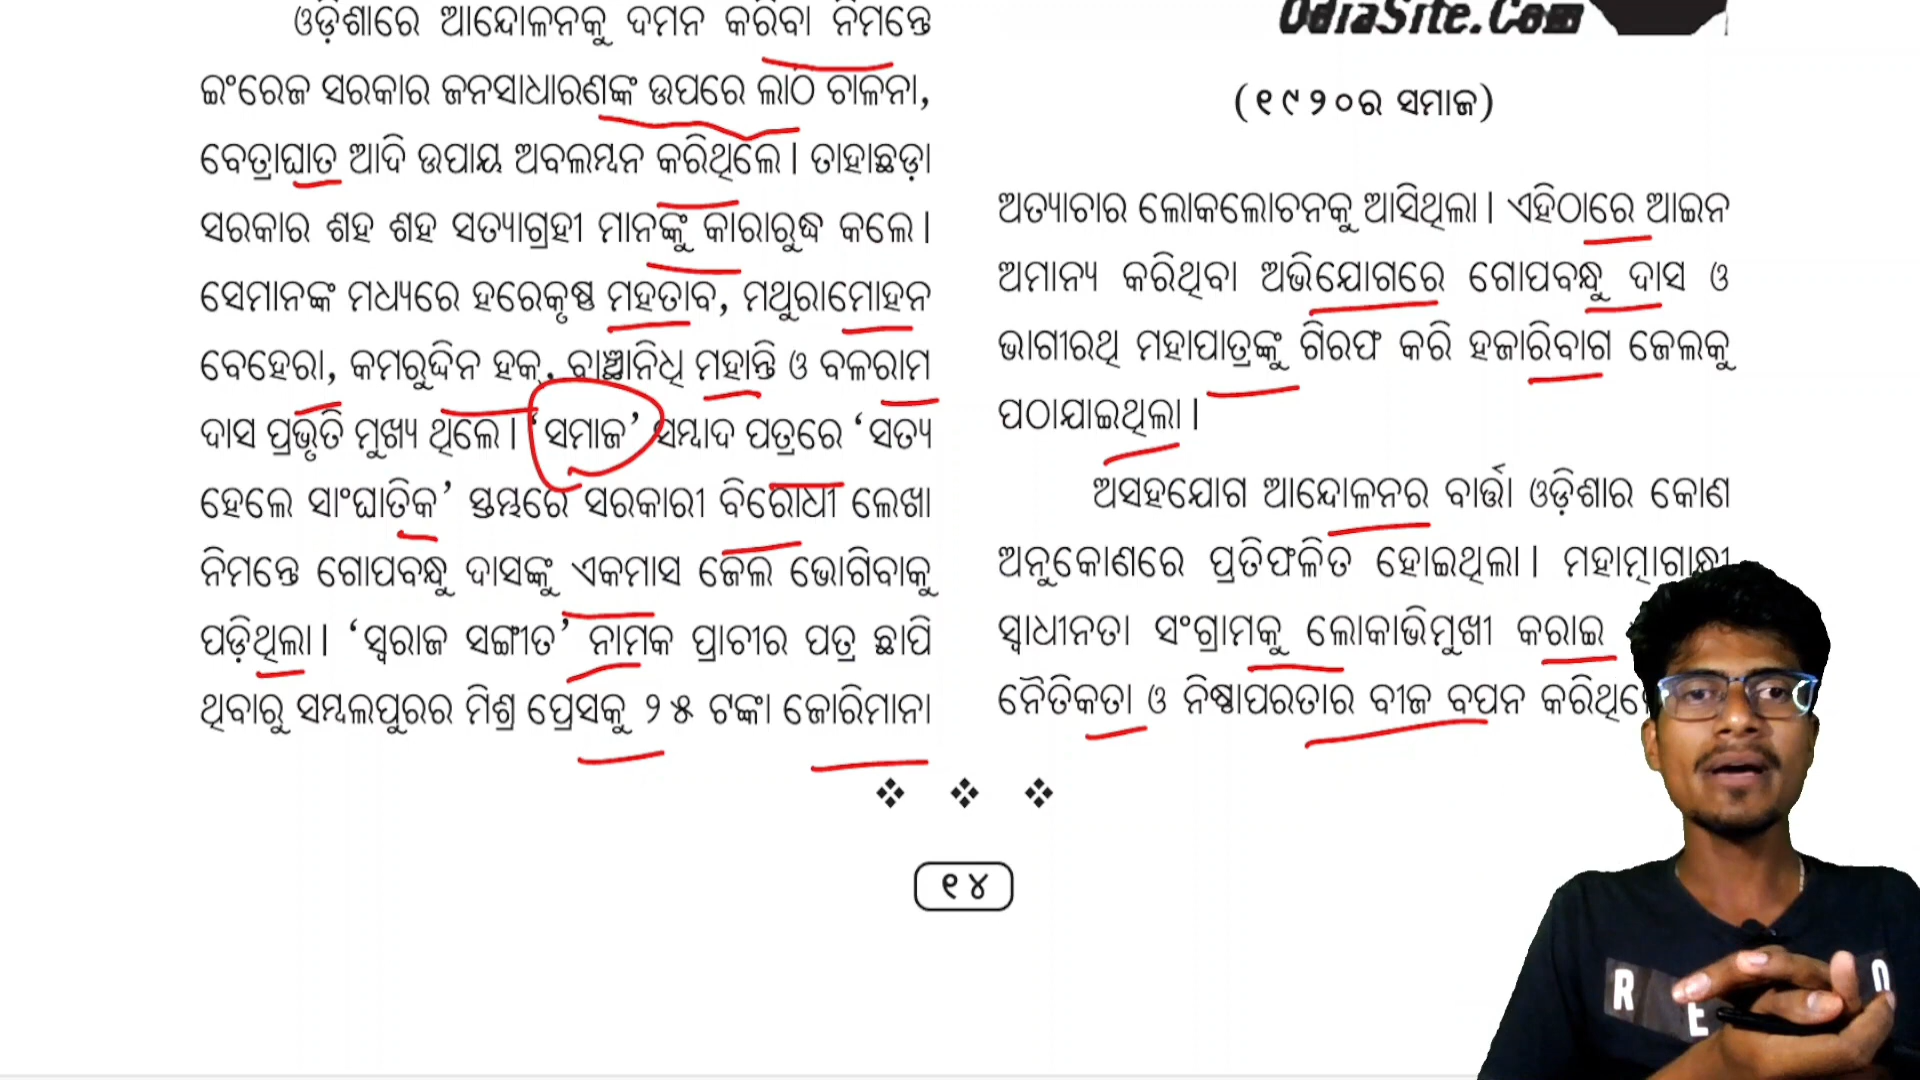 ଓଡ଼ିଶାରେ ଆନ୍ଦୋଳନକୁ ଦମନ କରିବା ନିମନ୍ତେ
ଇଂରେଜ ସରକାର ଜନସାଧାରଣଙ୍କ ଉପରେ ଲାଠି ଚାଳନା,
ବେତ୍ରାଘାତ ଆଦି ଉପାୟ ଅବଲମ୍ବନ କରିଥିଲେ। ତାହାଛଡ଼ା
ସରକାର ଶହ ଶହ ସତ୍ୟାଗ୍ରହୀ ମାନଙ୍କୁ କାରାରୁଦ୍ଧ କଲେ।
ସେମାନଙ୍କ ମଧ୍ୟରେ ହରେକୃଷ୍ଣ ମହତାବ, ମଥୁରାମୋହନ
ବେହେରା, କମରୁଦ୍ଦିନ ହକ୍, ବାଞ୍ଛାନିଧି ମହାନ୍ତି ଓ ବଳରାମ
ଦାସ ପ୍ରଭୃତି ମୁଖ୍ୟ ଥିଲେ। ‘ସମାଜ’ ସମ୍ବାଦ ପତ୍ରରେ ‘ସତ୍ୟ
ହେଲେ ସାଂଘାତିକ’ ସ୍ତମ୍ଭରେ ସରକାରୀ ବିରୋଧୀ ଲେଖା
ନିମନ୍ତେ ଗୋପବନ୍ଧୁ ଦାସଙ୍କୁ ଏକମାସ ଜେଲ ଭୋଗିବାକୁ
ପଡ଼ିଥିଲା। ‘ସ୍ୱରାଜ ସଙ୍ଗୀତ’ ନାମକ ପ୍ରାଚୀର ପତ୍ର ଛାପି
ଥିବାରୁ ସମ୍ବଲପୁରର ମିଶ୍ର ପ୍ରେସକୁ ୨୫ ଟଙ୍କା ଜୋରିମାନା
OdiaSite.Com
(୧୯୨୦ର ସମାଜ)
ଅତ୍ୟାଚାର ଲୋକଲୋଚନକୁ ଆସିଥିଲା। ଏହିଠାରେ ଆଇନ
ଅମାନ୍ୟ କରିଥିବା ଅଭିଯୋଗରେ ଗୋପବନ୍ଧୁ ଦାସ ଓ
ଭାଗୀରଥି ମହାପାତ୍ରଙ୍କୁ ଗିରଫ କରି ହଜାରିବାଗ ଜେଲକୁ
ପଠାଯାଇଥିଲା।
ଅସହଯୋଗ ଆନ୍ଦୋଳନର ବାର୍ତ୍ତା ଓଡ଼ିଶାର କୋଣ
ଅନୁକୋଣରେ ପ୍ରତିଫଳିତ ହୋଇଥିଲା। ମହାତ୍ମାଗାନ୍ଧୀ
ସ୍ୱାଧୀନତା ସଂଗ୍ରାମକୁ ଲୋକାଭିମୁଖୀ କରାଇ
ନୈତିକତା ଓ ନିଷ୍ଠାପରତାର ବୀଜ ବପନ
୧୪
R
E